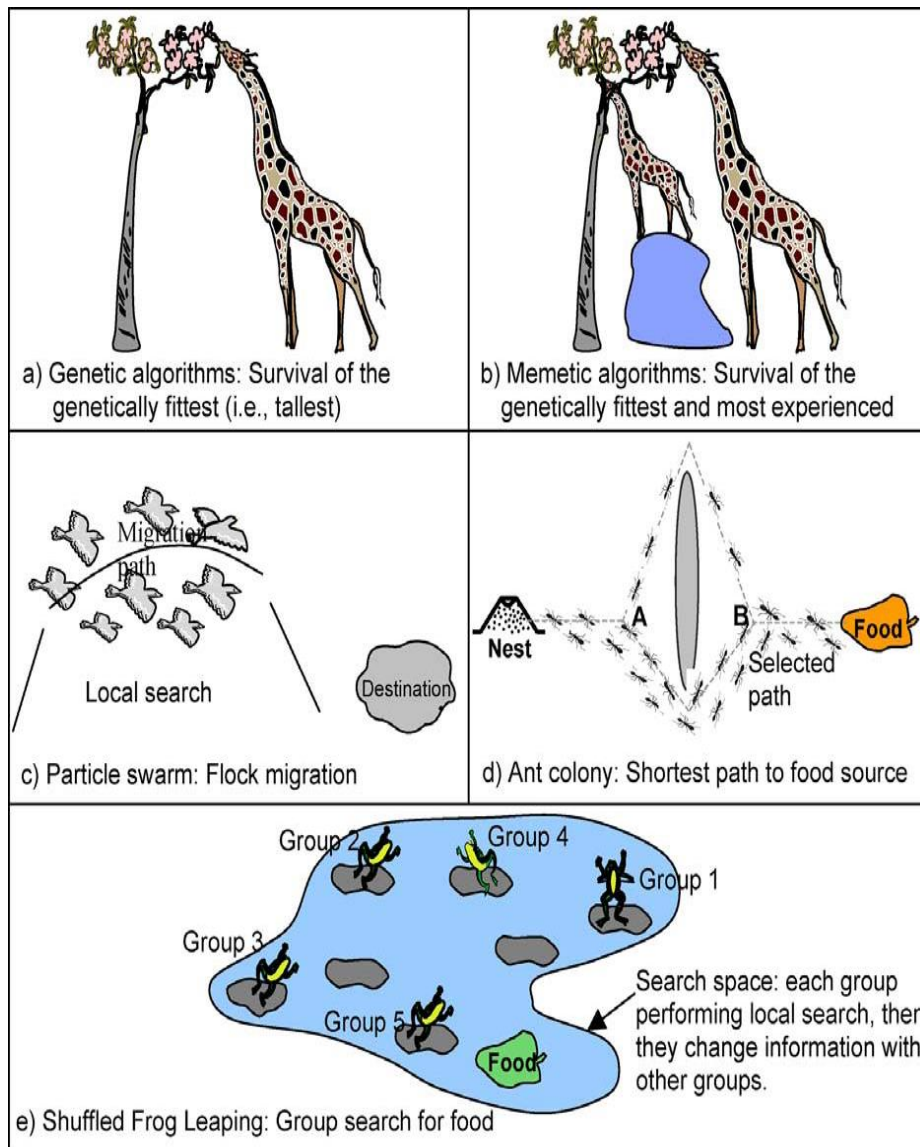 a) Genetic algorithms: Survival of the
genetically fittest (i.e., tallest)
b) Memetic algorithms: Survival of the
genetically fittest and most experienced
Migration
path
Local search
Destination
c) Particle swarm: Flock migration
A
B
Nest
Food
Selected
path
d) Ant colony: Shortest path to food source
Group 2
Group 4
Group 1
Group 3
Group 5
Food
Search space: each group
performing local search, then
they change information with
other groups.
e) Shuffled Frog Leaping: Group search for food